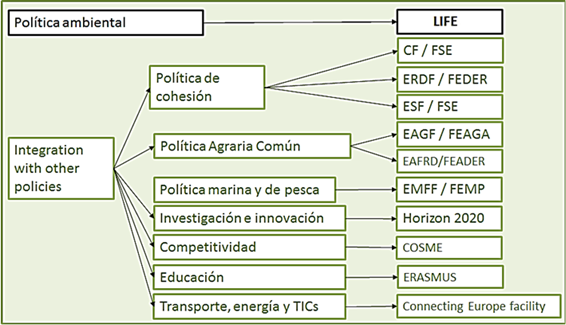 Política ambiental
LIFE
Política de
cohesión
CF / FSE
ERDF / FEDER
ESF / FSE
Integration
with other
policies
Política Agraria Común
EAGF / FEAGA
EAFRD/FEADER
Política marina y de pesca
EMFF / FEMP
Investigación e innovación
Horizon 2020
Competitividad
COSME
Educación
ERASMUS
Transporte, energía y TICs
Connecting Europe facility